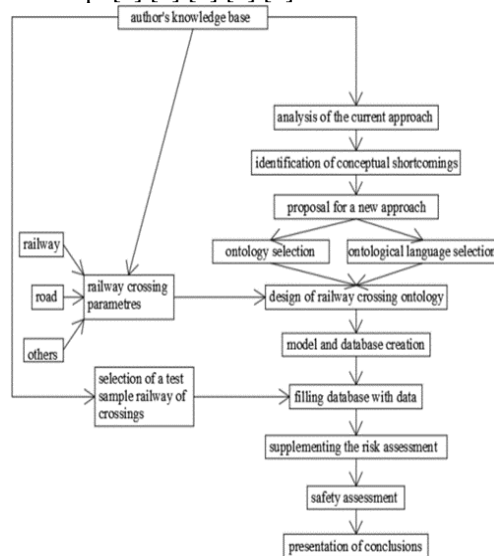 author's knowledge base
analysis of the current approach
identification of conceptual shortcomings
proposal for a new approach
ontology selection
ontological language selection
railway
road
others
railway crossing
parametres
design of railway crossing ontology
model and database creation
selection of a test
sample railway of
crossings
filling database with data
supplementing the risk assessment
safety assessment
presentation of conclusions